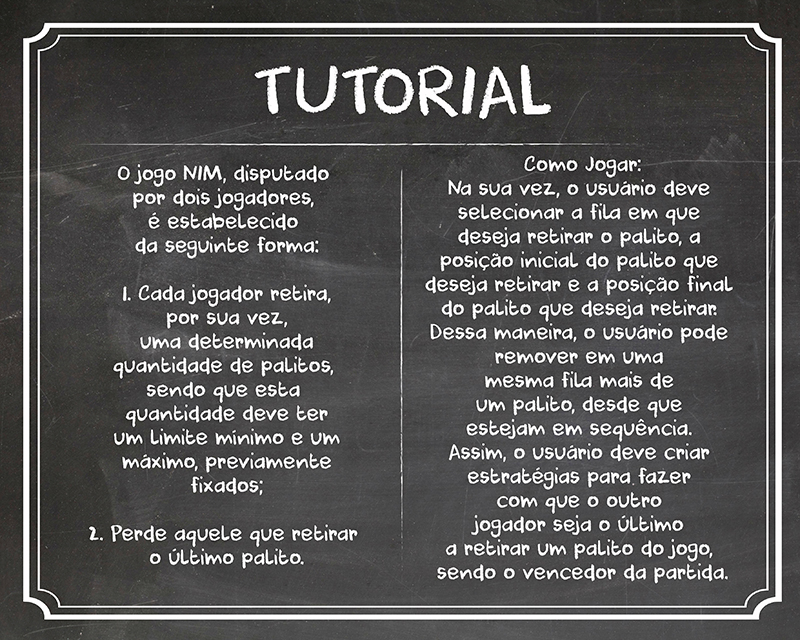 TUTORIAL
O jogo NIM, disputado
por dois jogadores,
é estabelecido
da seguinte forma:
1. Cada jogador retira,
por sua vez,
uma determinada
quantidade de palitos,
sendo que esta
quantidade deve ter
um limite mínimo e um
máximo, previamente
fixados;
2. Perde aquele que retirar
o último palito.
Como Jogar:
Na sua vez, o usuário deve
selecionar a fila em que
deseja retirar o palito, a
posição inicial do palito que
deseja retirar e a posição final
do palito que deseja retirar.
Dessa maneira, o usuário pode
remover em uma
mesma fila mais de
um palito, desde que
estejam em sequência.
Assim, o usuário deve criar
estratégias para fazer
com que o outro
jogador seja o último
a retirar um palito do jogo,
sendo o vencedor da partida.